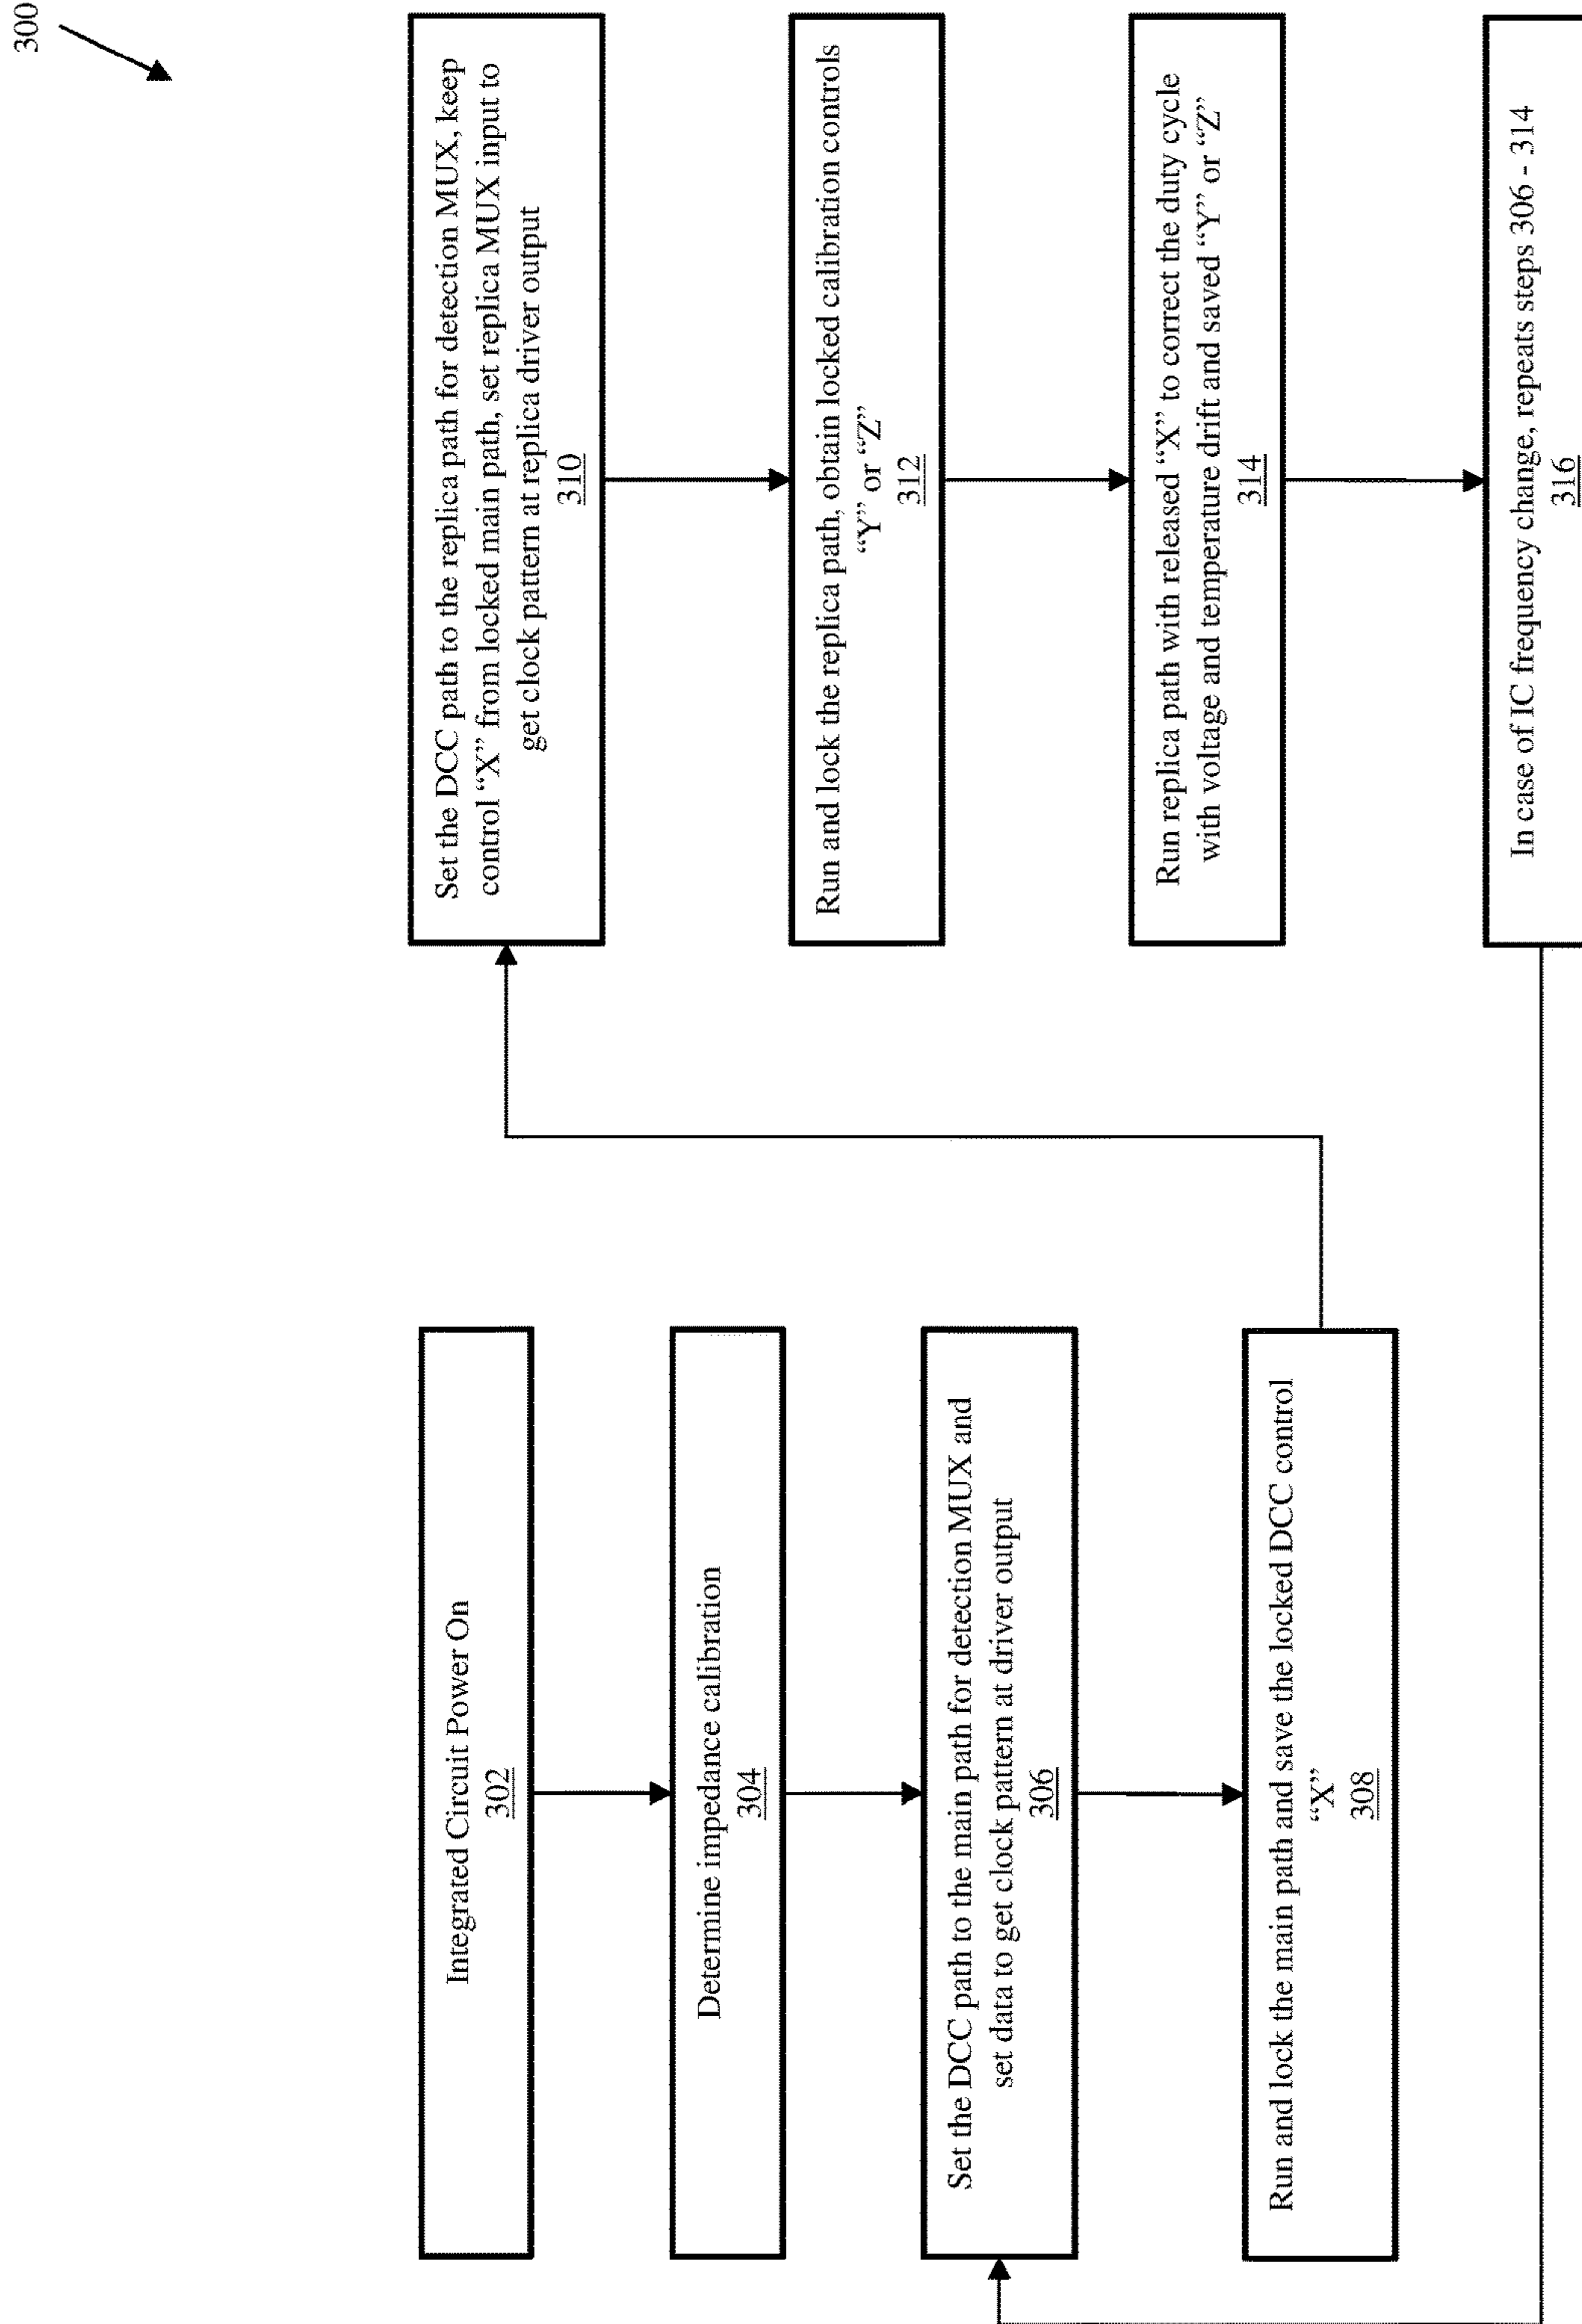 300
Integrated Circuit Power On
302
Determine impedance calibration
304
Set the DCC path to the main path for detection MUX and
set data to get clock pattern at driver output
306
Run and lock the main path and save the locked DCC control
“X”
308
Set the DCC path to the replica path for detection MUX, keep
control “X” from locked main path, set replica MUX input to
get clock pattern at replica driver output
310
Run and lock the replica path, obtain locked calibration controls
“Y” or “Z”
312
Run replica path with released “X” to correct the duty cycle
with voltage and temperature drift and saved “Y” or “Z”
314
In case of IC frequency change, repeats steps 306 - 314
316